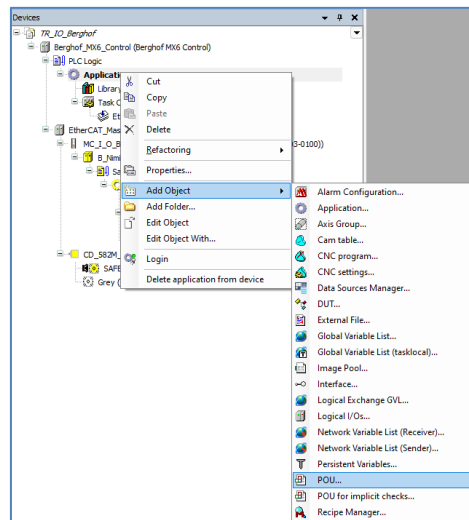 Devices
TR_IO_Berghof
Berghof_MX6_Control (Berghof MX6 Control)
PLC Logic
Applicatio
Library
Task C
Et
EtherCAT_Mas
MC_I_O_B
3-0100))
B_Nimi
Sa
CD_582M_
SAFE
Grey (
Cut
Copy
Paste
Delete
Refactoring
Properties...
Add Object
Add Folder...
Edit Object
Edit Object With...
Login
Delete application from device
Alarm Configuration...
Application...
Axis Group...
Cam table...
CNC program...
CNC settings...
Data Sources Manager...
DUT...
External File...
Global Variable List...
Global Variable List (tasklocal)...
Image Pool...
Interface...
Logical Exchange GVL...
Logical I/Os...
Network Variable List (Receiver)...
Network Variable List (Sender)...
Persistent Variables...
POU...
POU for implicit checks...
Recipe Manager...